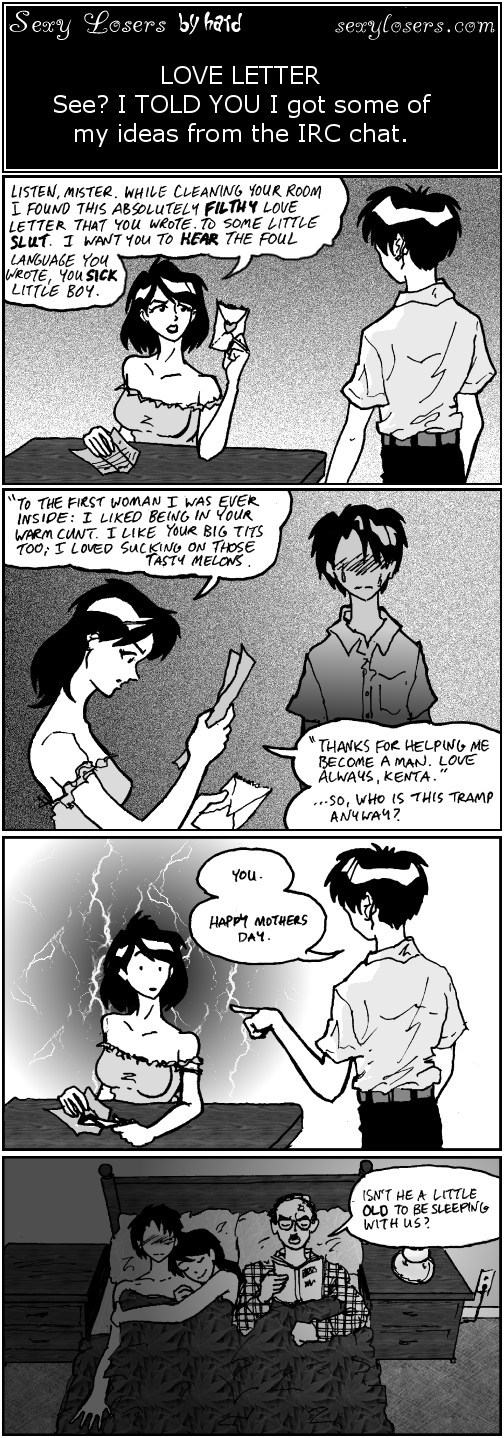 Sexy Losers by hard
sexylosers.com
LOVE LETTER
See? I TOLD YOU I got some of
my ideas from the IRC chat.
LISTEN, MISTER. WHILE CLEANING YOUR ROOM
I FOUND THIS ABSOLUTELY FILTHY LOVE
LETTER THAT YOU WROTE TO SOME LITTLE
SLUT. I WANT YOU TO HEAR THE FOUL
LANGUAGE YOU
WROTE, YOU SICK
LITTLE BOY.
"TO THE FIRST WOMAN I WAS EVER
INSIDE: I LIKED BEING IN YOUR
WARM CUNT. I LIKE YOUR BIG TITS
TOO; I LOVED SUCKING ON THOSE
TASTY MELONS.
"THANKS FOR HELPING ME
BECOME A MAN. LOVE
ALWAYS, KENTA."
...SO, WHO IS THIS TRAMP
ANYWAY?
YOU.
HAPPY MOTHERS
DAY.
ISN'T HE A LITTLE
OLD TO BE SLEEPING
WITH US?